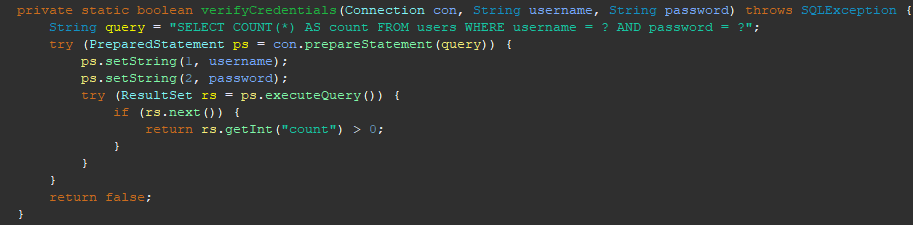 private static boolean verifyCredentials(Connection con, String username, String password) throws SQLException {
    String query = "SELECT COUNT(*) AS count FROM users WHERE username = ? AND password = ?";
    try (PreparedStatement ps = con.prepareStatement(query)) {
        ps.setString(1, username);
        ps.setString(2, password);
        try (ResultSet rs = ps.executeQuery()) {
            if (rs.next()) {
                return rs.getInt("count") > 0;
            }
        }
    }
    return false;
}